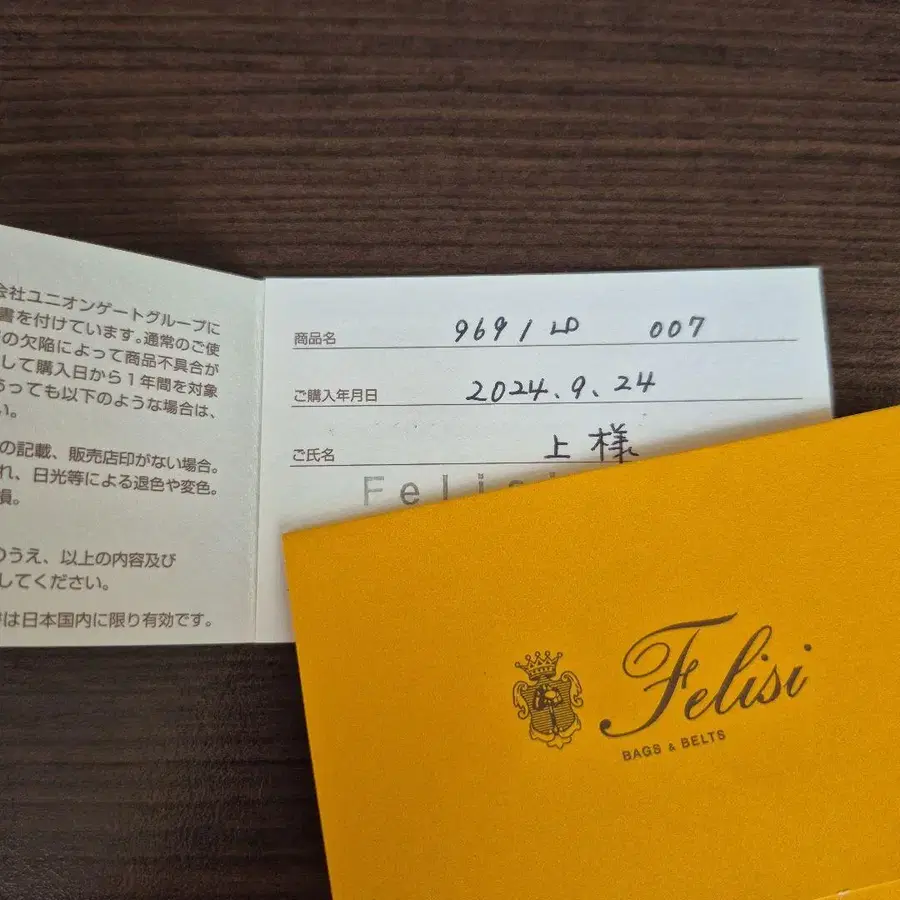 会社ユニオンゲートグループに
書を付けています。通常のご使
の欠陥によって商品不具合が
して購入日から1年間を対象
あっても以下のような場合は、
い。
の記載、販売店印がない場合。
れ、日光等による退色や変色。
損。
のうえ、以上の内容及び
してください。
は日本国内に限り有効です。
商品名 9691 LD 007
ご購入年月日 2024.9.24
ご氏名 上様
Felisi
Felisi
BAGS & BELTS